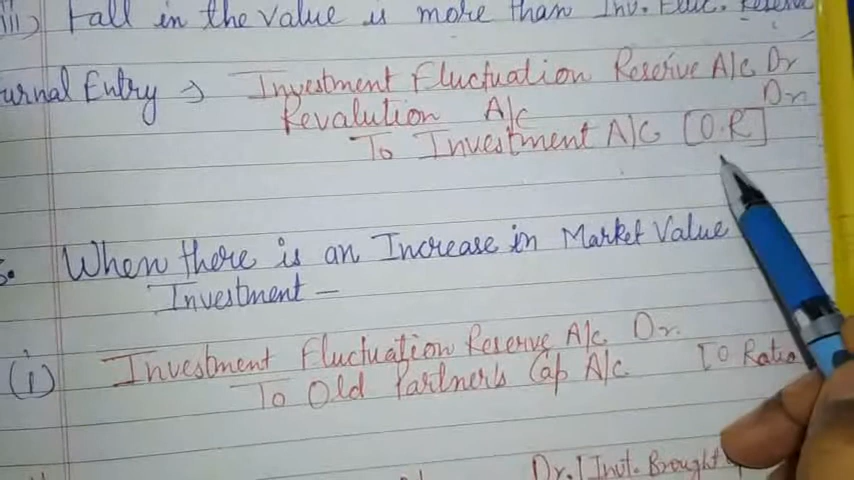 iii) Fall in the value is more than Inv. Fluc. Reserve
urnal Entry → Investment Fluctuation Reserve A/c Dr
Revalution A/c Dr
To Investment A/C [O.R]
When there is an Increase in Market Value
Investment —
(i) Investment Fluctuation Reserve A/c Dr.
To Old Partner's Cap A/c. [O Ratio
Dr. [Invt. Brought